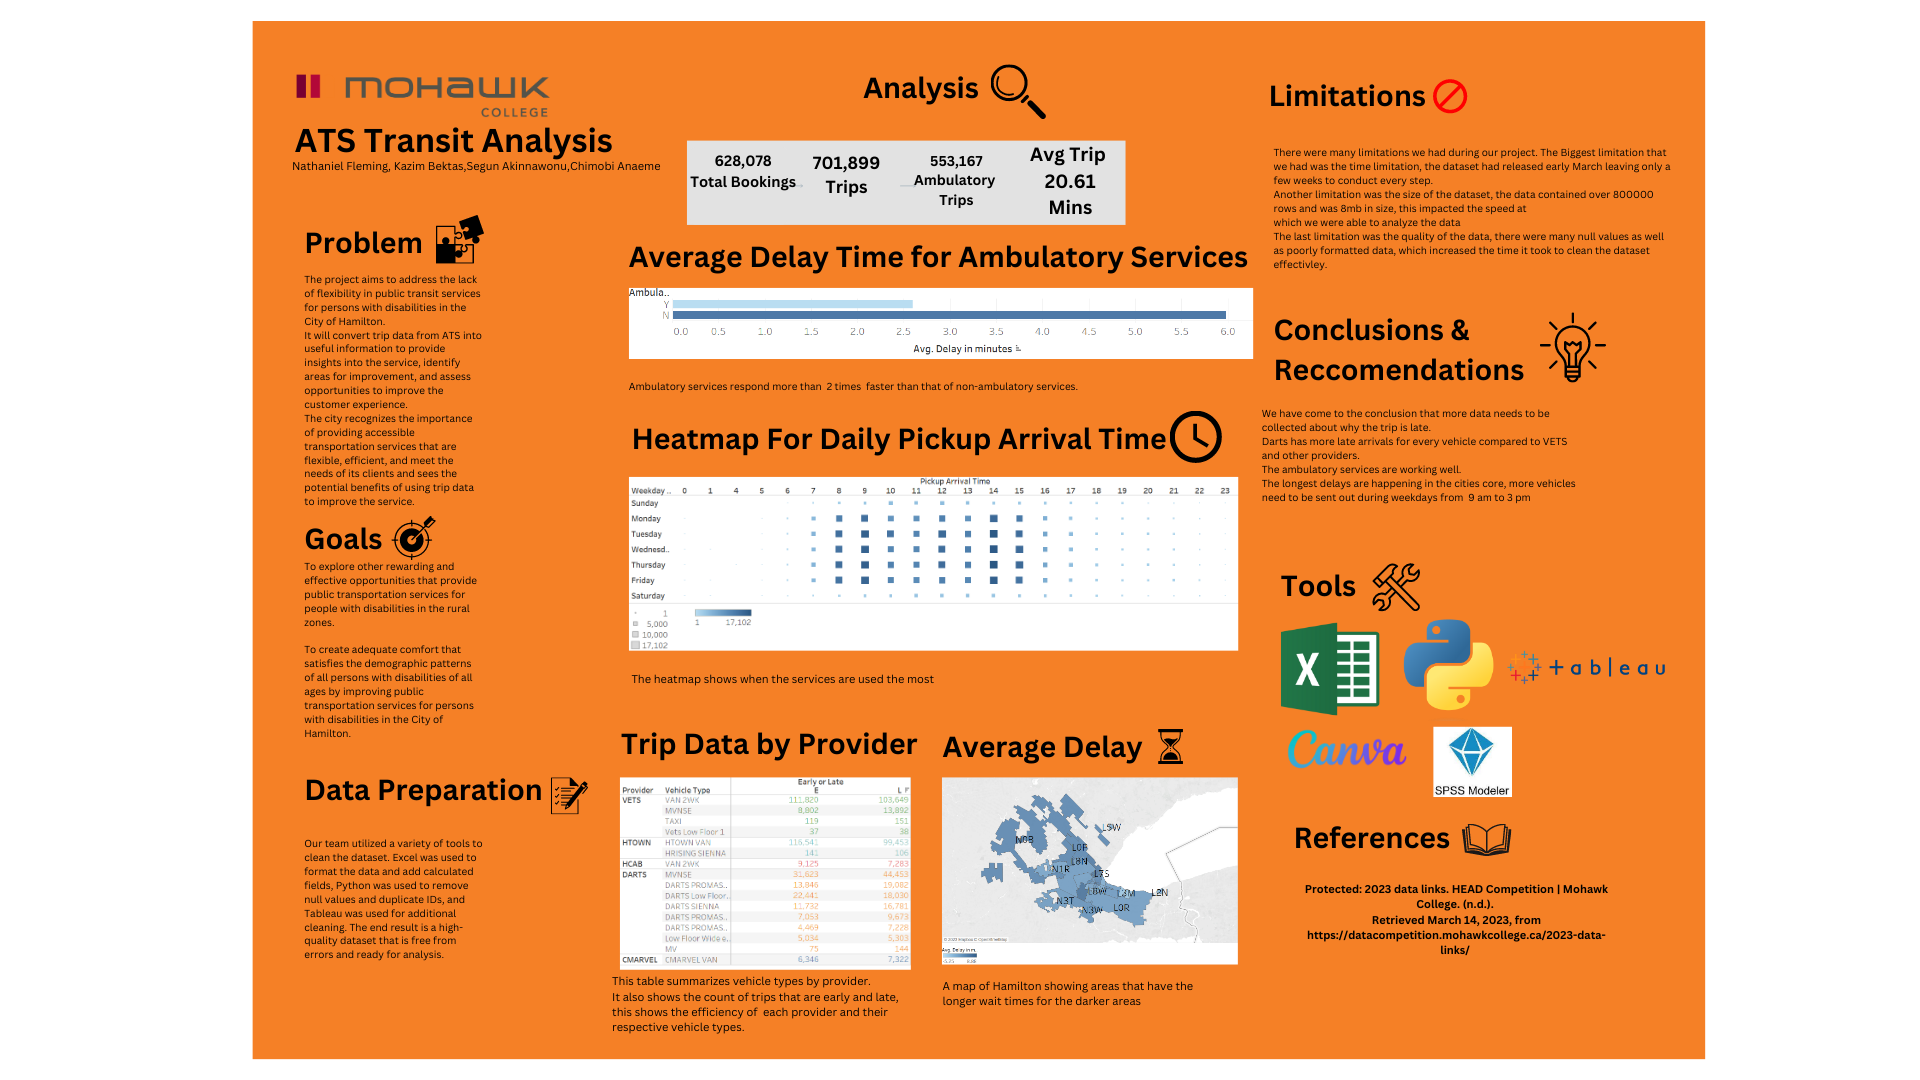 mohawk
COLLEGE
ATS Transit Analysis
Nathaniel Fleming, Kazim Bektas,Segun Akinnawonu,Chimobi Anaeme
Problem
The project aims to address the lack
of flexibility in public transit services
for persons with disabilities in the
City of Hamilton.
It will convert trip data from ATS into
useful information to provide
insights into the service, identify
areas for improvement, and assess
opportunities to improve the
customer experience.
The city recognizes the importance
of providing accessible
transportation services that are
flexible, efficient, and meet the
needs of its clients and sees the
potential benefits of using trip data
to improve the service.
Goals
To explore other rewarding and
effective opportunities that provide
public transportation services for
people with disabilities in the rural
zones.
To create adequate comfort that
satisfies the demographic patterns
of all persons with disabilities of all
ages by improving public
transportation services for persons
with disabilities in the City of
Hamilton.
Data Preparation
Our team utilized a variety of tools to
clean the dataset. Excel was used to
format the data and add calculated
fields, Python was used to remove
null values and duplicate IDs, and
Tableau was used for additional
cleaning. The end result is a high-
quality dataset that is free from
errors and ready for analysis.
Analysis
628,078
Total Bookings
701,899
Trips
553,167
Ambulatory
Trips
Avg Trip
20.61
Mins
Average Delay Time for Ambulatory Services
Ambula..
Y
N
0.0 0.5 1.0 1.5 2.0 2.5 3.0 3.5 4.0 4.5 5.0 5.5 6.0
Avg. Delay in minutes
Ambulatory services respond more than 2 times faster than that of non-ambulatory services.
Heatmap For Daily Pickup Arrival Time
Pickup Arrival Time
Weekday .. 0 1 4 5 6 7 8 9 10 11 12 13 14 15 16 17 18 19 20 21 22 23
Sunday
Monday
Tuesday
Wednesd..
Thursday
Friday
Saturday
1
5,000
10,000
17,102
1 17,102
The heatmap shows when the services are used the most
Trip Data by Provider
Early or Late
Provider Vehicle Type E L
VETS VAN 2WK 111,820 103,649
MVNSE 8,802 13,892
TAXI 119 151
Vets Low Floor 1 37 38
HTOWN HTOWN VAN 116,541 99,453
HRISING SIENNA 141 106
HCAB VAN 2WK 9,125 7,283
DARTS MVNSE 31,623 44,453
DARTS PROMAS.. 13,846 19,082
DARTS Low Floor.. 22,441 18,030
DARTS SIENNA 11,732 16,781
DARTS PROMAS.. 7,053 9,673
DARTS PROMAS.. 4,469 7,228
Low Floor Wide e.. 5,034 5,303
MV 75 144
CMARVEL CMARVEL VAN 6,346 7,322
This table summarizes vehicle types by provider.
It also shows the count of trips that are early and late,
this shows the efficiency of each provider and their
respective vehicle types.
Average Delay
L5W
N0B
L0R
L8N
N1R
L7S
L8W L3M L2N
N3T
N3W L0R
© 2023 Mapbox © OpenStreetMap
Avg. Delay in m..
-5.25 8.88
A map of Hamilton showing areas that have the
longer wait times for the darker areas
Limitations
There were many limitations we had during our project. The Biggest limitation that
we had was the time limitation, the dataset had released early March leaving only a
few weeks to conduct every step.
Another limitation was the size of the dataset, the data contained over 800000
rows and was 8mb in size, this impacted the speed at
which we were able to analyze the data
The last limitation was the quality of the data, there were many null values as well
as poorly formatted data, which increased the time it took to clean the dataset
effectivley.
Conclusions &
Reccomendations
We have come to the conclusion that more data needs to be
collected about why the trip is late.
Darts has more late arrivals for every vehicle compared to VETS
and other providers.
The ambulatory services are working well.
The longest delays are happening in the cities core, more vehicles
need to be sent out during weekdays from 9 am to 3 pm
Tools
X
+ a b | e a u
Canva
SPSS Modeler
References
Protected: 2023 data links. HEAD Competition | Mohawk
College. (n.d.).
Retrieved March 14, 2023, from
https://datacompetition.mohawkcollege.ca/2023-data-
links/